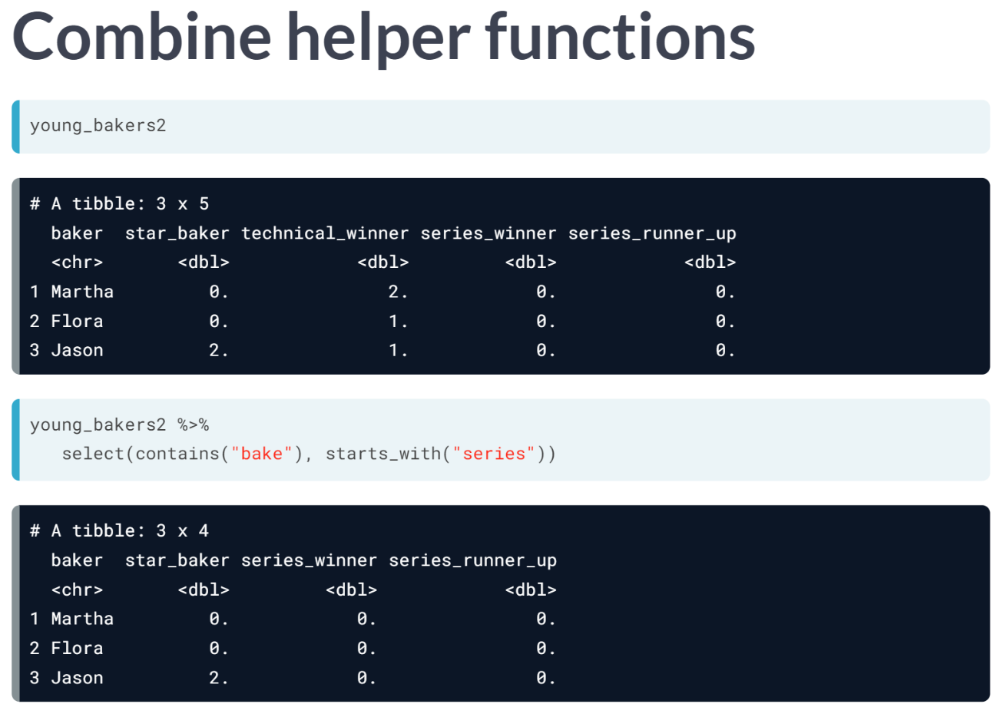 Combine helper functions
young_bakers2
# A tibble: 3 x 5
  baker  star_baker technical_winner series_winner series_runner_up
  <chr>       <dbl>            <dbl>         <dbl>            <dbl>
1 Martha         0.               2.            0.               0.
2 Flora          0.               1.            0.               0.
3 Jason          2.               1.            0.               0.
young_bakers2 %>%
   select(contains("bake"), starts_with("series"))
# A tibble: 3 x 4
  baker  star_baker series_winner series_runner_up
  <chr>       <dbl>         <dbl>            <dbl>
1 Martha         0.            0.               0.
2 Flora          0.            0.               0.
3 Jason          2.            0.               0.